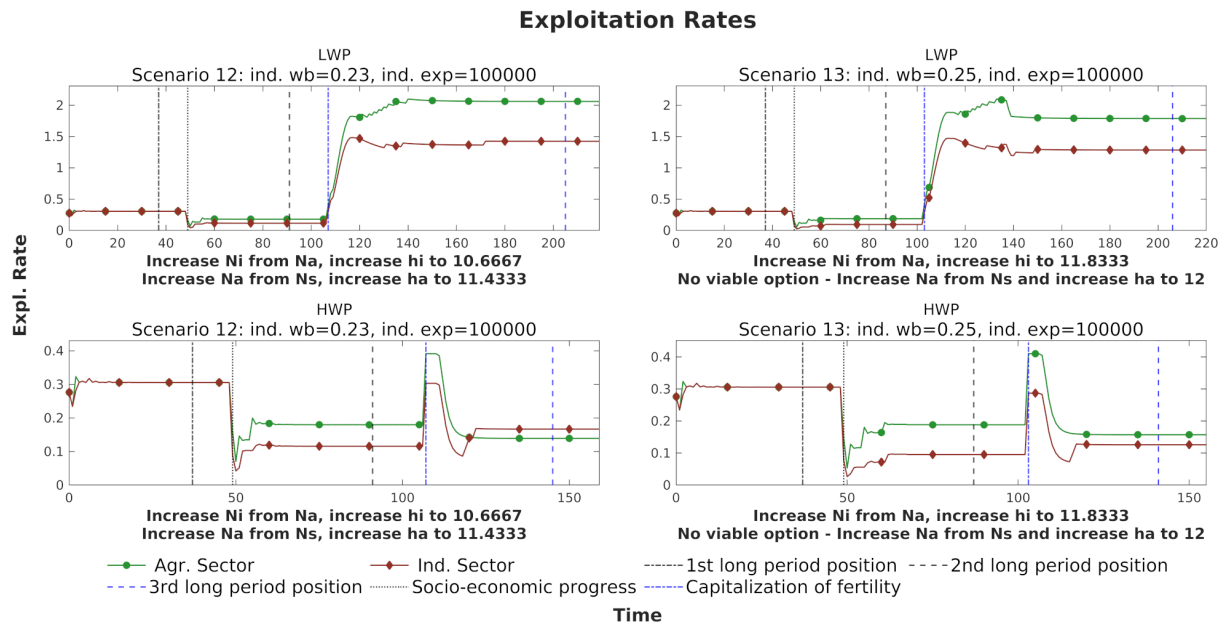 Exploitation Rates
LWP
Scenario 12: ind. wb=0.23, ind. exp=100000
2
1.5
1
0.5
0
0 20 40 60 80 100 120 140 160 180 200
Increase Ni from Na, increase hi to 10.6667
Increase Na from Ns, increase ha to 11.4333
LWP
Scenario 13: ind. wb=0.25, ind. exp=100000
2
1.5
1
0.5
0
0 20 40 60 80 100 120 140 160 180 200 220
Increase Ni from Na, increase hi to 11.8333
No viable option - Increase Na from Ns and increase ha to 12
Expl. Rate
HWP
Scenario 12: ind. wb=0.23, ind. exp=100000
0.4
0.3
0.2
0.1
0
0 50 100 150
Increase Ni from Na, increase hi to 10.6667
Increase Na from Ns, increase ha to 11.4333
HWP
Scenario 13: ind. wb=0.25, ind. exp=100000
0.4
0.3
0.2
0.1
0
0 50 100 150
Increase Ni from Na, increase hi to 11.8333
No viable option - Increase Na from Ns and increase ha to 12
Agr. Sector Ind. Sector 1st long period position 2nd long period position
3rd long period position Socio-economic progress Capitalization of fertility
Time